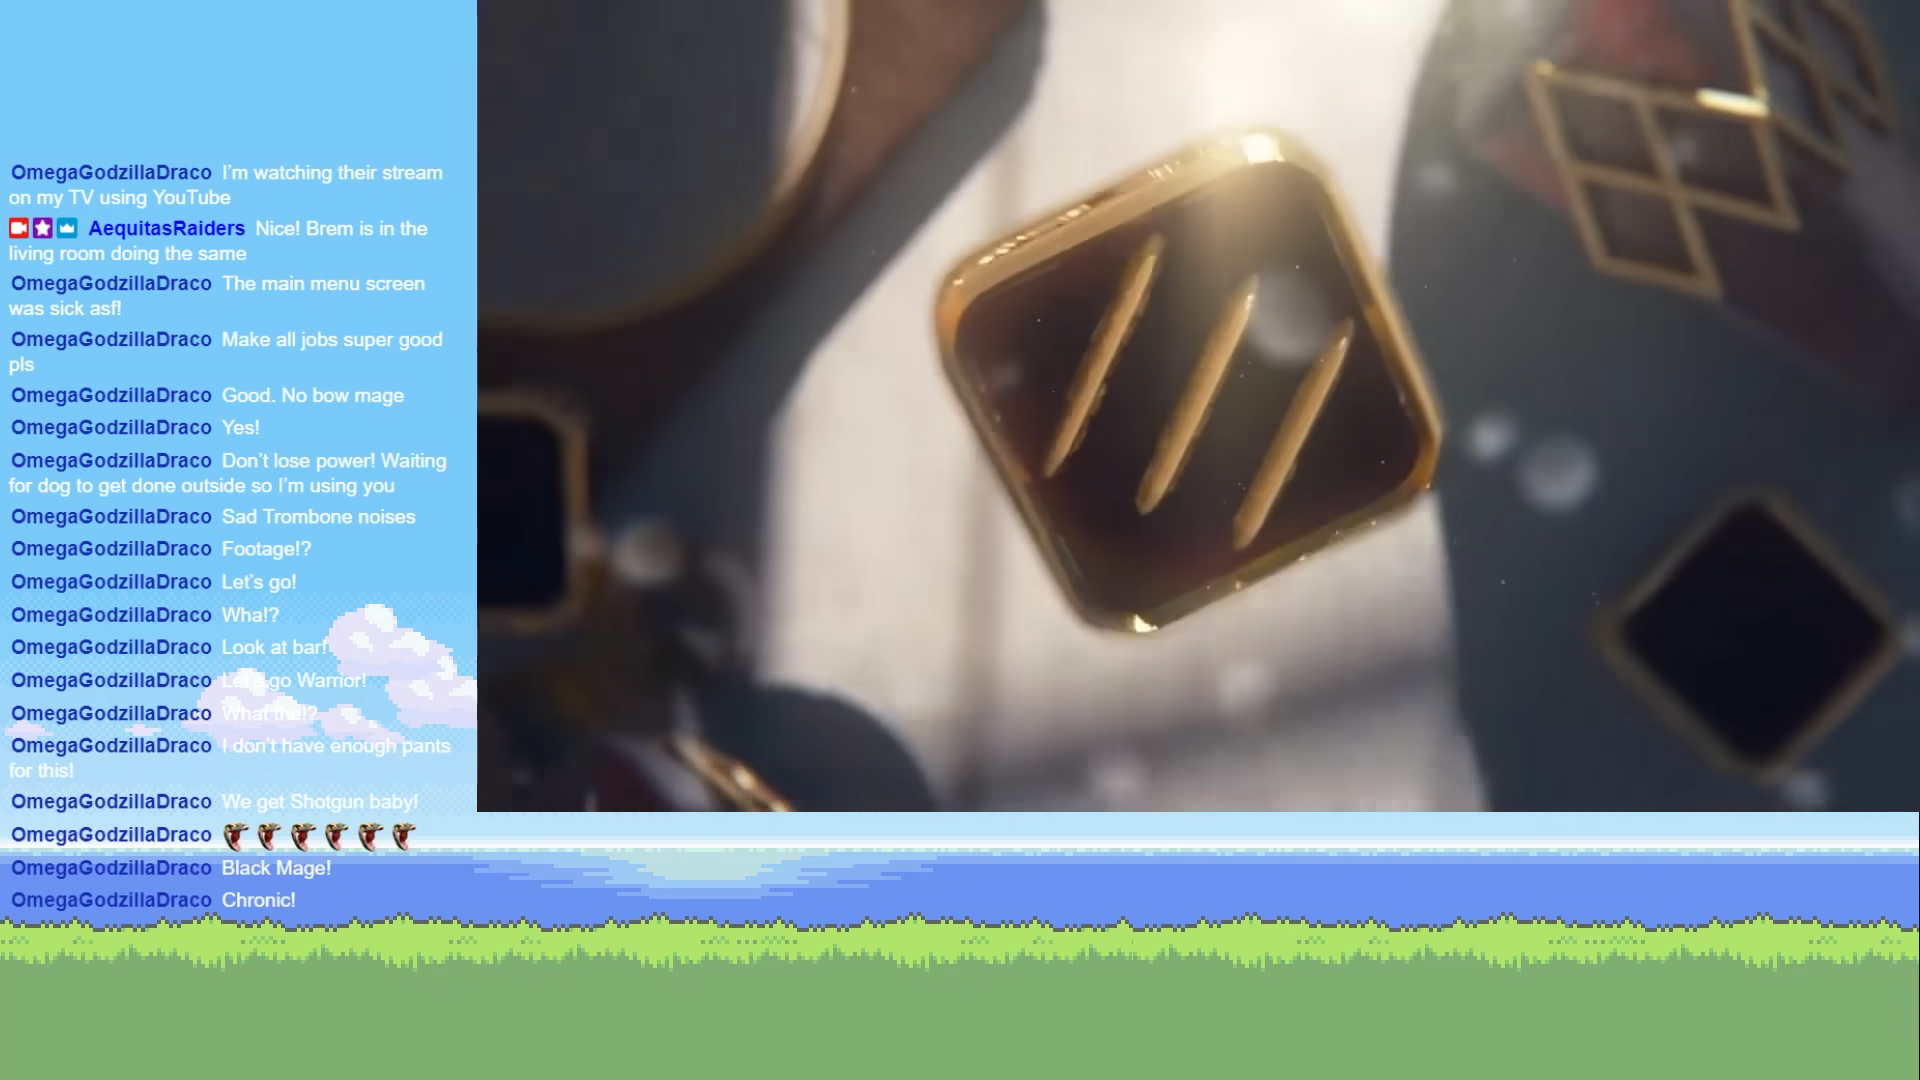 OmegaGodzillaDraco I’m watching their stream
on my TV using YouTube
AequitasRaiders Nice! Brem is in the
living room doing the same
OmegaGodzillaDraco The main menu screen
was sick asf!
OmegaGodzillaDraco Make all jobs super good
pls
OmegaGodzillaDraco Good. No bow mage
OmegaGodzillaDraco Yes!
OmegaGodzillaDraco Don’t lose power! Waiting
for dog to get done outside so I’m using you
OmegaGodzillaDraco Sad Trombone noises
OmegaGodzillaDraco Footage!?
OmegaGodzillaDraco Let’s go!
OmegaGodzillaDraco Wha!?
OmegaGodzillaDraco Look at bar!
OmegaGodzillaDraco Let’s go Warrior!
OmegaGodzillaDraco What the!?
OmegaGodzillaDraco I don’t have enough pants
for this!
OmegaGodzillaDraco We get Shotgun baby!
OmegaGodzillaDraco
OmegaGodzillaDraco Black Mage!
OmegaGodzillaDraco Chronic!